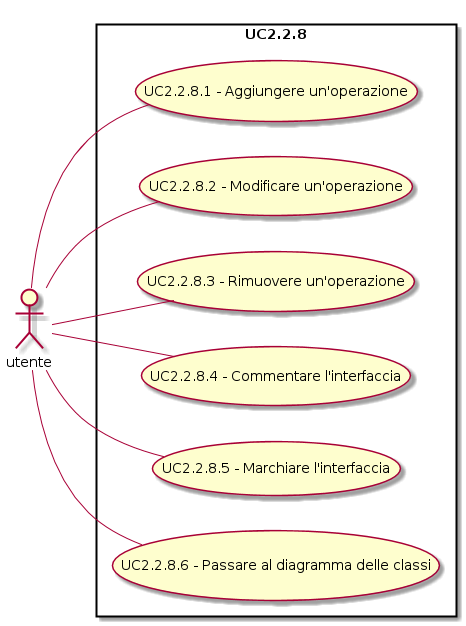 UC2.2.8
UC2.2.8.1 - Aggiungere un'operazione
UC2.2.8.2 - Modificare un'operazione
UC2.2.8.3 - Rimuovere un'operazione
utente
UC2.2.8.4 - Commentare l'interfaccia
UC2.2.8.5 - Marchiare l'interfaccia
UC2.2.8.6 - Passare al diagramma delle classi